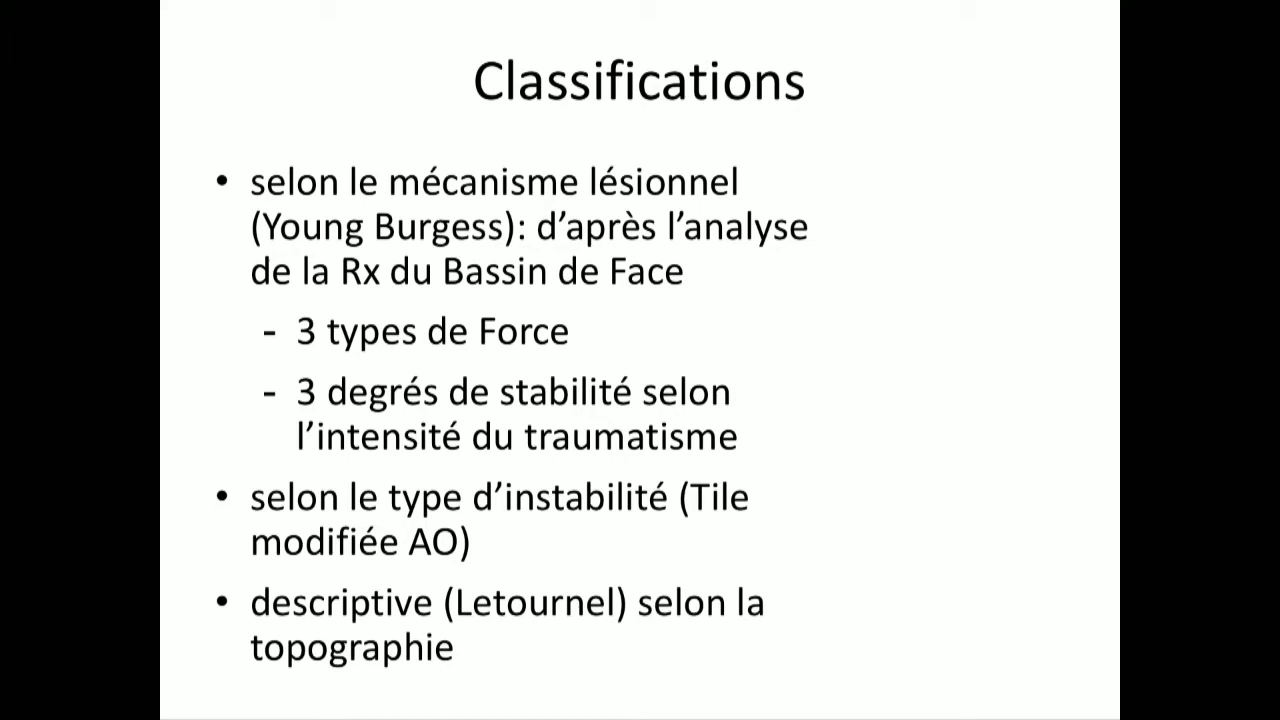 Classifications
• selon le mécanisme lésionnel
(Young Burgess): d’après l’analyse
de la Rx du Bassin de Face
- 3 types de Force
- 3 degrés de stabilité selon
l’intensité du traumatisme
• selon le type d’instabilité (Tile
modifiée AO)
• descriptive (Letournel) selon la
topographie